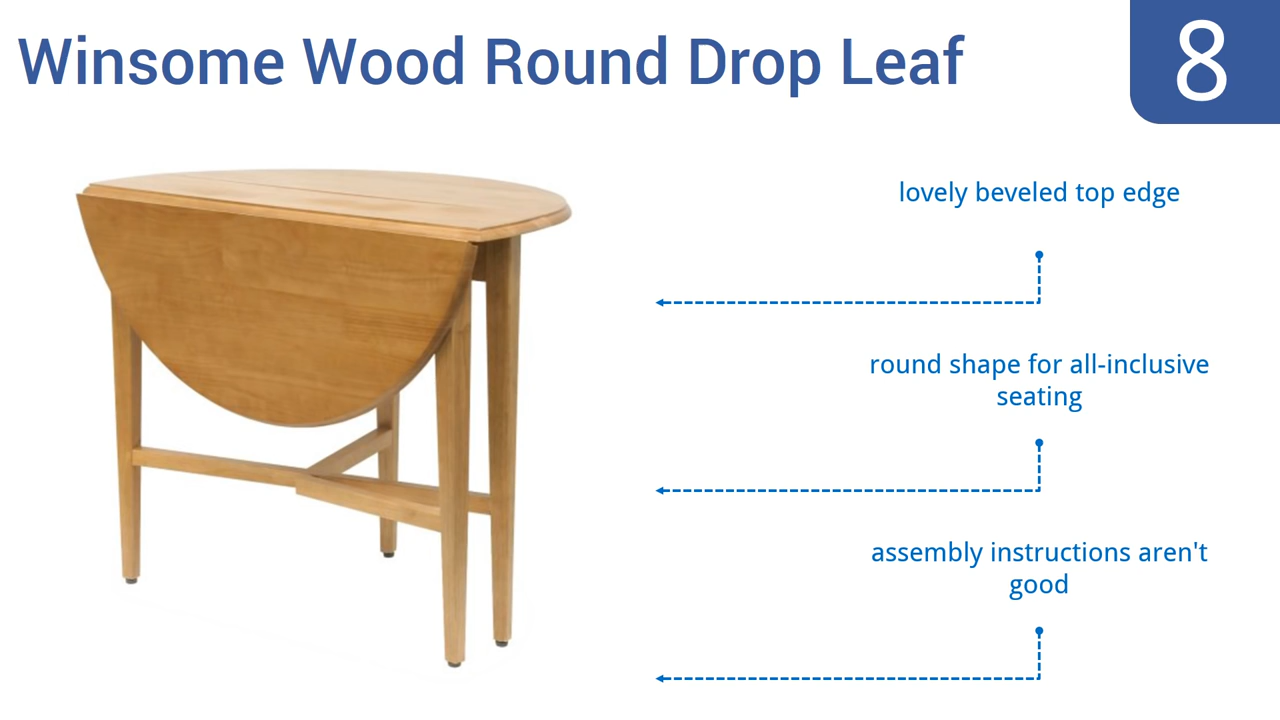 Winsome Wood Round Drop Leaf
8
lovely beveled top edge
round shape for all-inclusive
seating
assembly instructions aren't
good